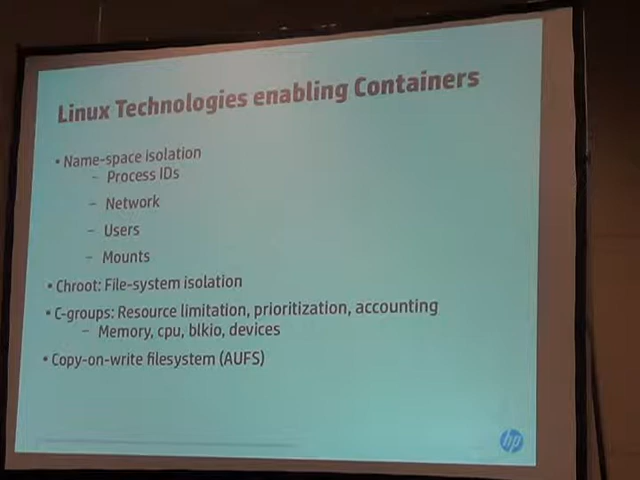 Linux Technologies enabling Containers
• Name-space isolation
– Process IDs
– Network
– Users
– Mounts
• Chroot: File-system isolation
• C-groups: Resource limitation, prioritization, accounting
– Memory, cpu, blkio, devices
• Copy-on-write filesystem (AUFS)
hp